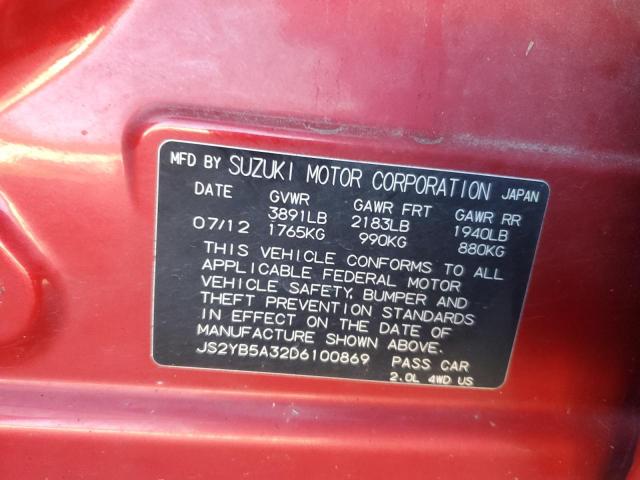 MFD BY SUZUKI MOTOR CORPORATION JAPAN
DATE GVWR GAWR FRT GAWR RR
3891LB 2183LB 1940LB
07/12 1765KG 990KG 880KG
THIS VEHICLE CONFORMS TO ALL
APPLICABLE FEDERAL MOTOR
VEHICLE SAFETY, BUMPER AND
THEFT PREVENTION STANDARDS
IN EFFECT ON THE DATE OF
MANUFACTURE SHOWN ABOVE.
JS2YB5A32D6100869 PASS CAR
2.0L 4WD US